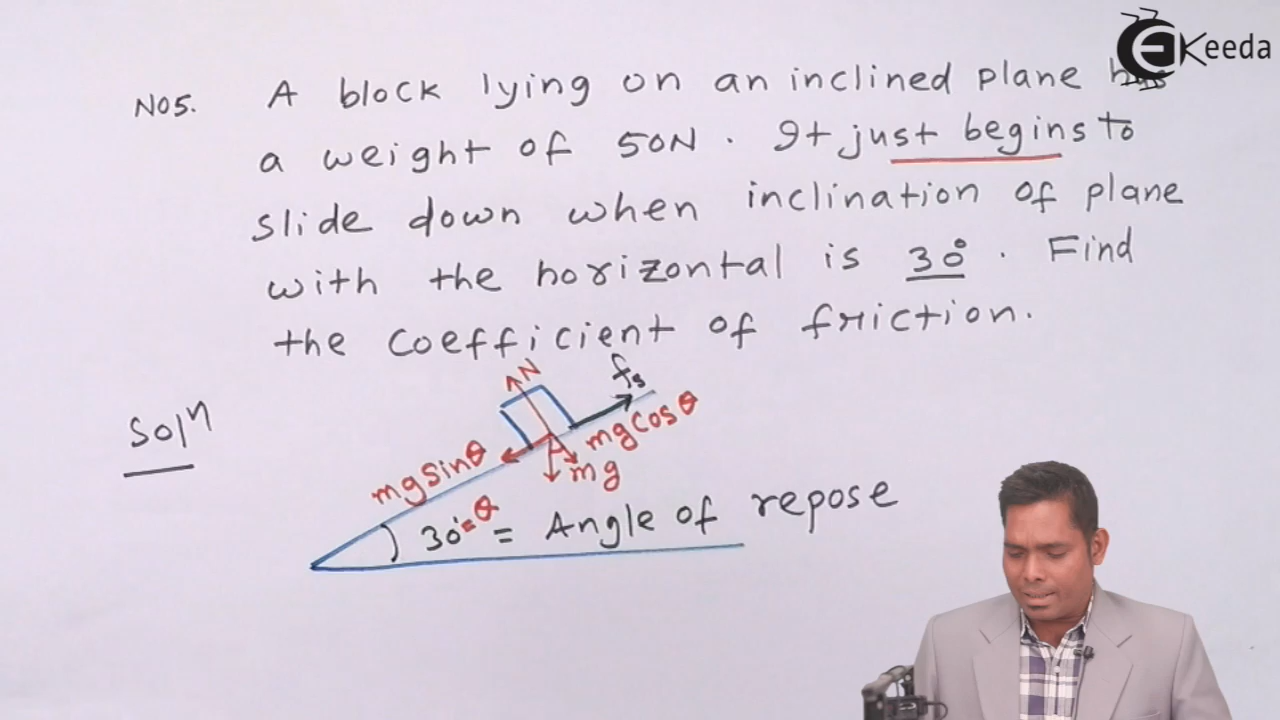 Ekeeda
NO5. A block lying on an inclined plane has
a weight of 50N. It just begins to
slide down when inclination of plane
with the horizontal is 30°. Find
the coefficient of friction.
Soln
N
fs
mg cos θ
mg sin θ
mg
30° = θ = Angle of repose